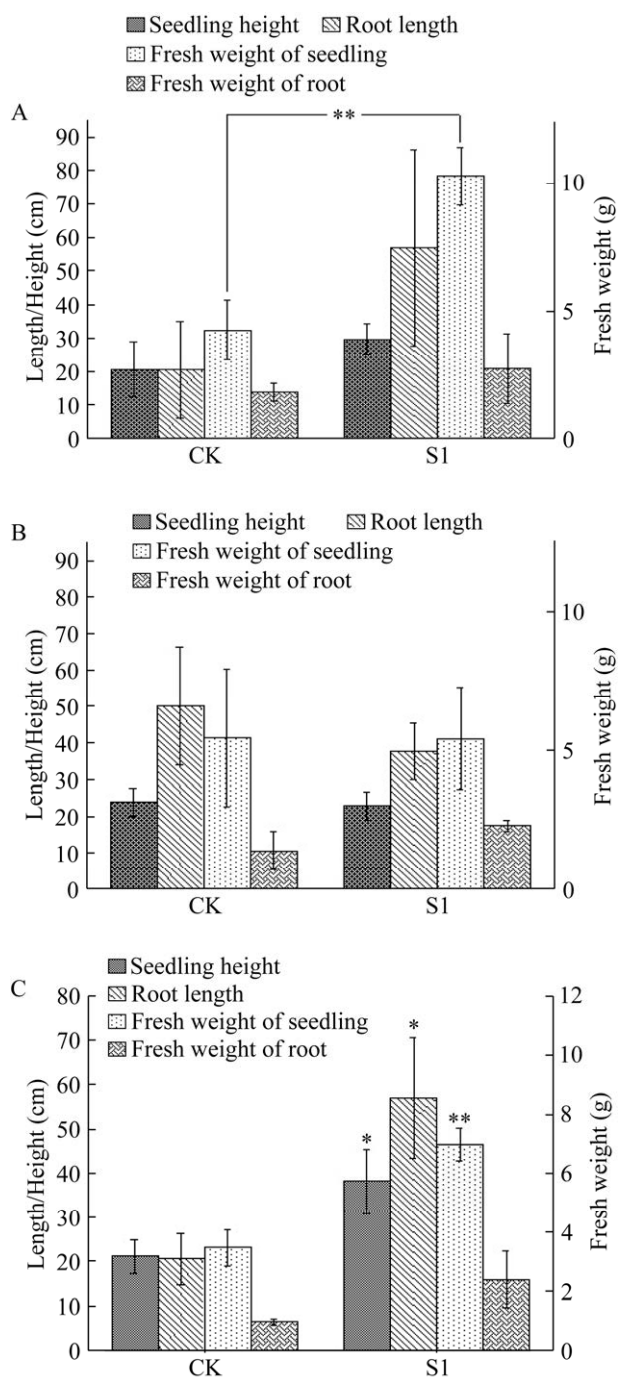 Seedling height Root length
Fresh weight of seedling
Fresh weight of root
A
**
90
80
70
60
50
40
30
20
10
0
Length/Height (cm)
10
5
0
Fresh weight (g)
CK S1
B
Seedling height Root length
Fresh weight of seedling
Fresh weight of root
90
80
70
60
50
40
30
20
10
0
Length/Height (cm)
10
5
0
Fresh weight (g)
CK S1
C
Seedling height
Root length
Fresh weight of seedling
Fresh weight of root
80
70
60
50
40
30
20
10
0
Length/Height (cm)
*
*
**
12
10
8
6
4
2
0
Fresh weight (g)
CK S1